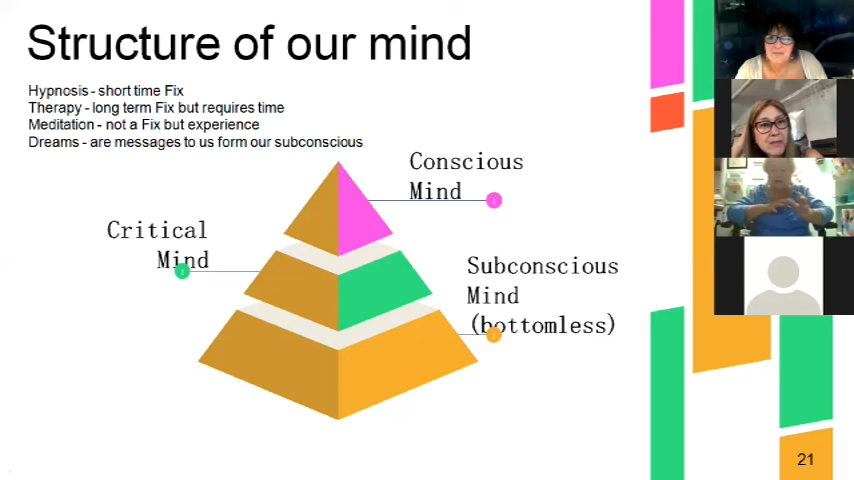 Structure of our mind
Hypnosis - short time Fix
Therapy - long term Fix but requires time
Meditation - not a Fix but experience
Dreams - are messages to us form our subconscious
Conscious
Mind
Critical
Mind
Subconscious
Mind
(bottomless)
21